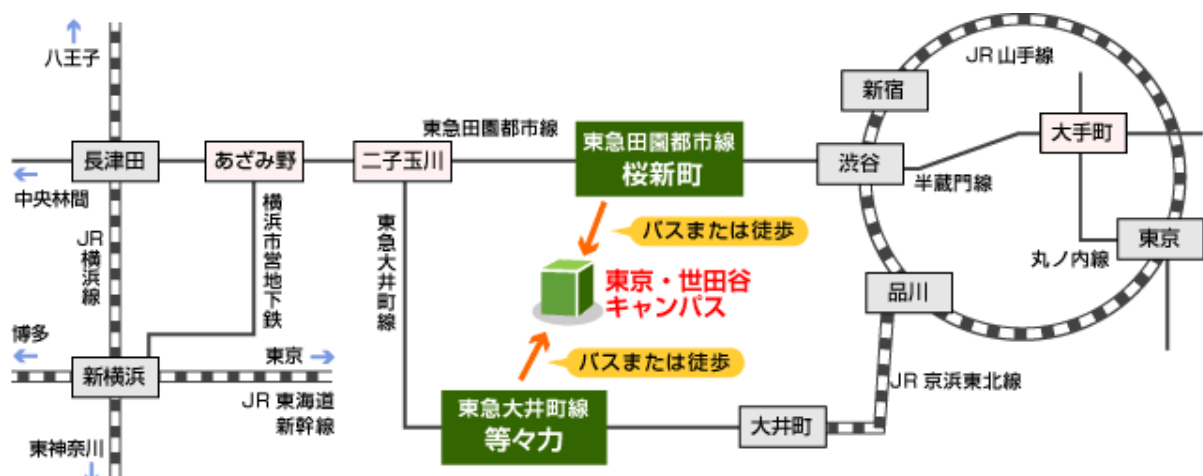 八王子
JR 山手線
新宿
東急田園都市線
大手町
東急田園都市線
桜新町
長津田
あざみ野
二子玉川
渋谷
半蔵門線
中央林間
JR横浜線
横浜市営地下鉄
東急大井町線
バスまたは徒歩
東京
丸ノ内線
東京・世田谷
キャンパス
品川
博多
東京
バスまたは徒歩
新横浜
JR 東海道
新幹線
JR 京浜東北線
東急大井町線
等々力
大井町
東神奈川